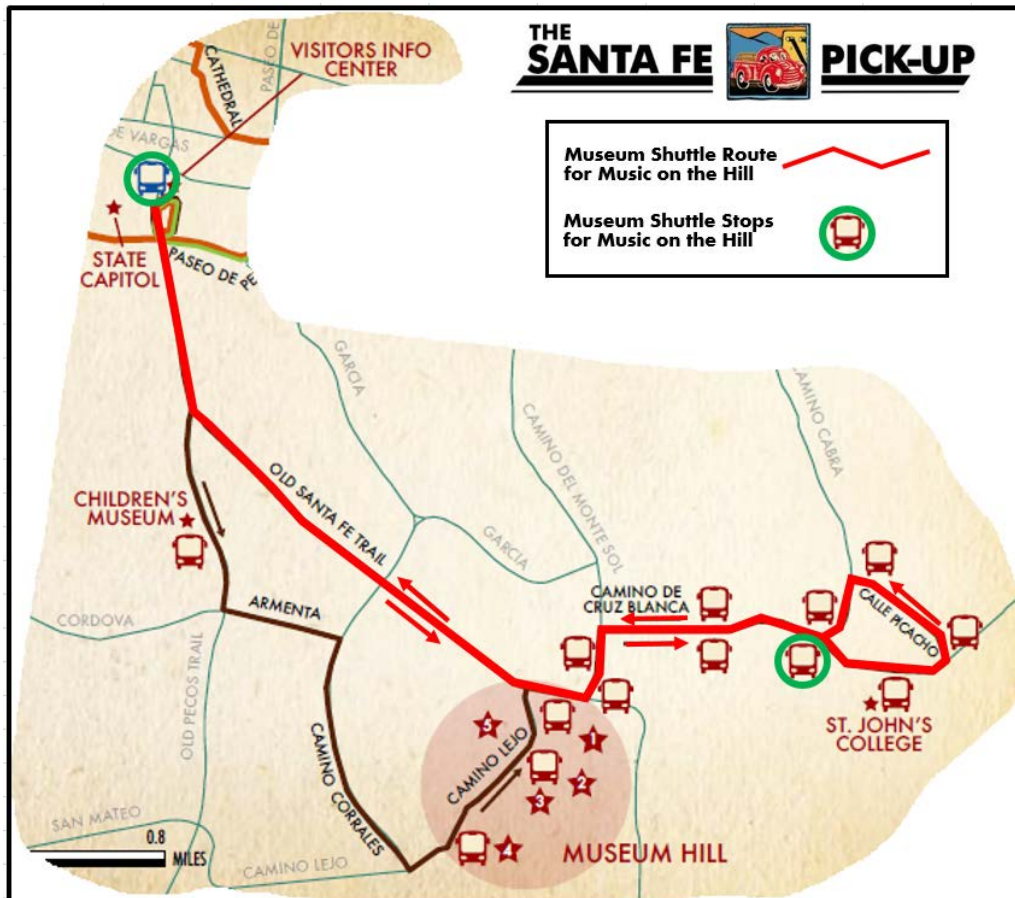 THE
SANTA FE
PICK-UP
VISITORS INFO
CENTER
PASEO DE
CATHEDRAL
DE VARGAS
Museum Shuttle Route
for Music on the Hill
Museum Shuttle Stops
for Music on the Hill
STATE
CAPITOL
PASEO DE PE
GARCIA
CAMINO DEL MONTE SOL
CAMINO CABRA
OLD SANTA FE TRAIL
CHILDREN'S
MUSEUM
GARCIA
CAMINO DE
CRUZ BLANCA
CALLE PICACHO
ARMENTA
CORDOVA
OLD PECOS TRAIL
ST. JOHN'S
COLLEGE
5
1
CAMINO LEJO
2
3
CAMINO CORRALES
4
MUSEUM HILL
SAN MATEO
0.8
MILES
CAMINO LEJO